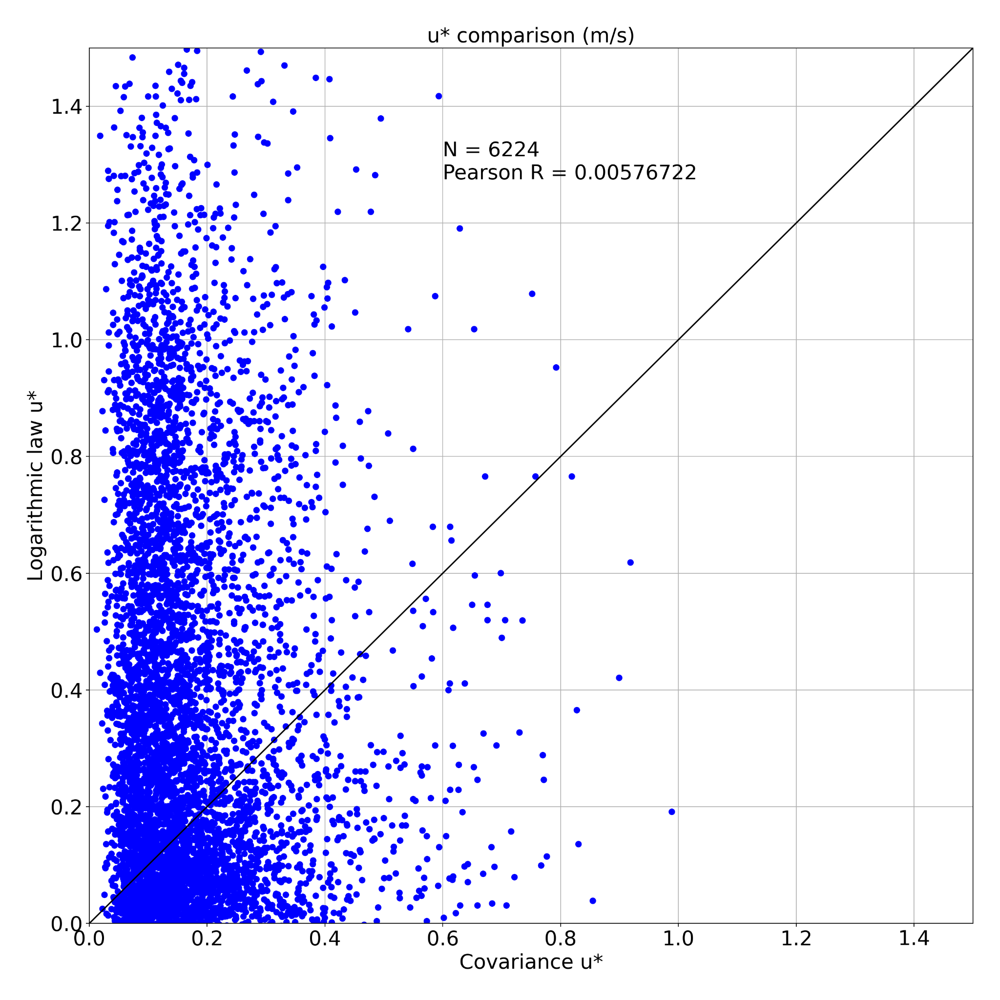 u* comparison (m/s)
N = 6224
Pearson R = 0.00576722
Logarithmic law u*
1.4
1.2
1.0
0.8
0.6
0.4
0.2
0.0
0.0 0.2 0.4 0.6 0.8 1.0 1.2 1.4
Covariance u*